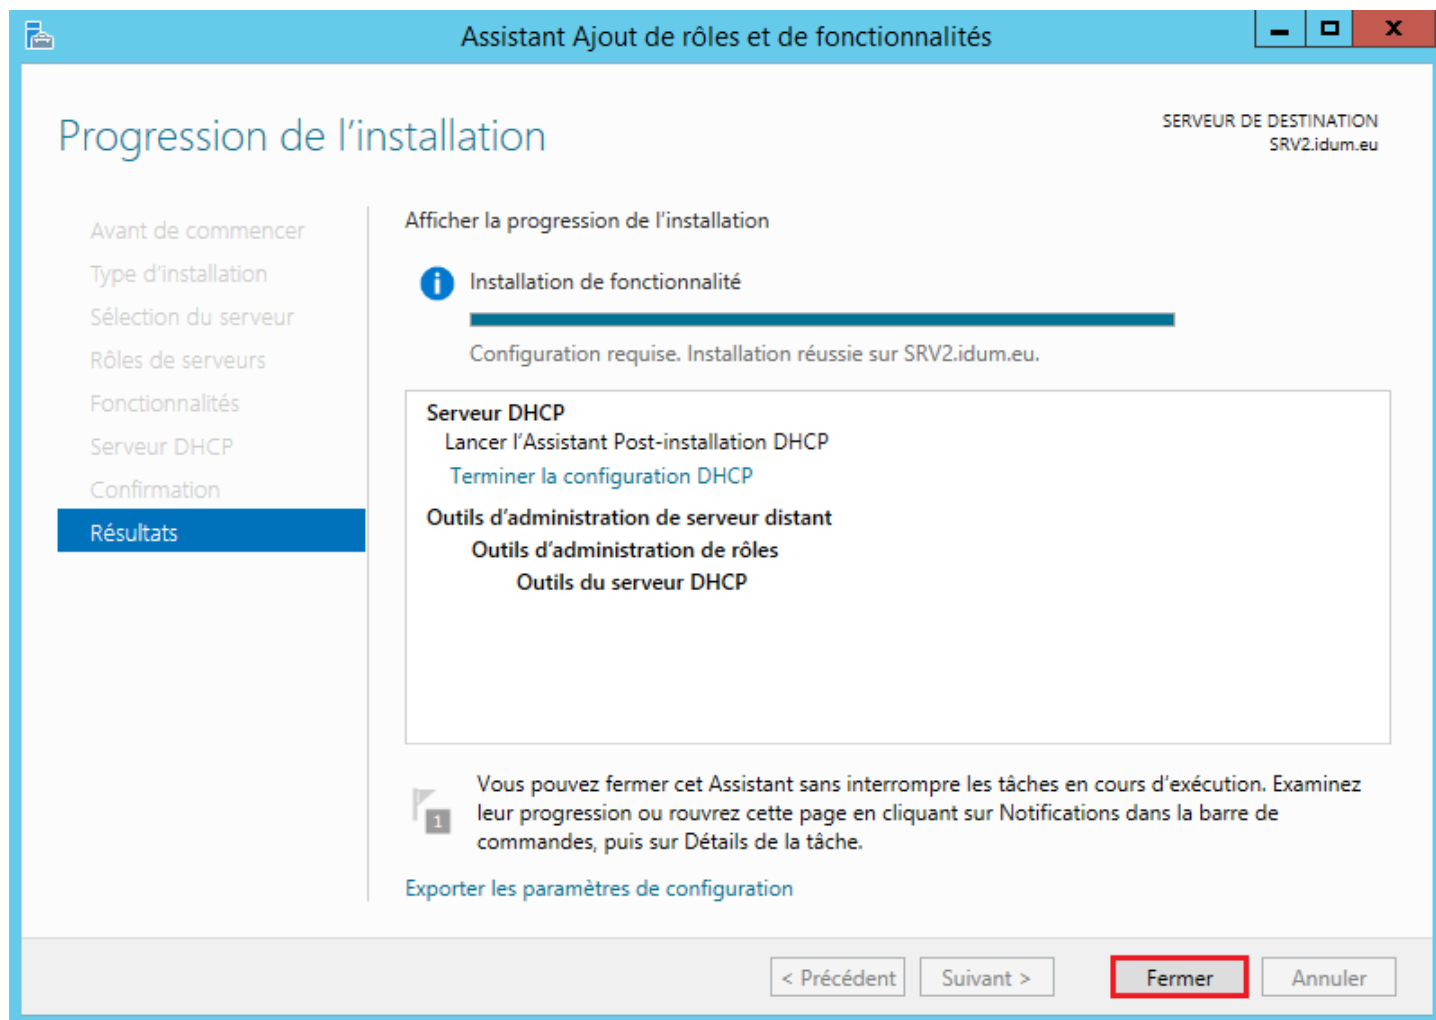 Assistant Ajout de rôles et de fonctionnalités
X
Progression de l'installation
SERVEUR DE DESTINATION
SRV2.idum.eu
Avant de commencer
Type d'installation
Sélection du serveur
Rôles de serveurs
Fonctionnalités
Serveur DHCP
Confirmation
Résultats
Afficher la progression de l'installation
i
Installation de fonctionnalité
Configuration requise. Installation réussie sur SRV2.idum.eu.
Serveur DHCP
Lancer l'Assistant Post-installation DHCP
Terminer la configuration DHCP
Outils d'administration de serveur distant
Outils d'administration de rôles
Outils du serveur DHCP
1
Vous pouvez fermer cet Assistant sans interrompre les tâches en cours d'exécution. Examinez
leur progression ou rouvrez cette page en cliquant sur Notifications dans la barre de
commandes, puis sur Détails de la tâche.
Exporter les paramètres de configuration
< Précédent
Suivant >
Fermer
Annuler